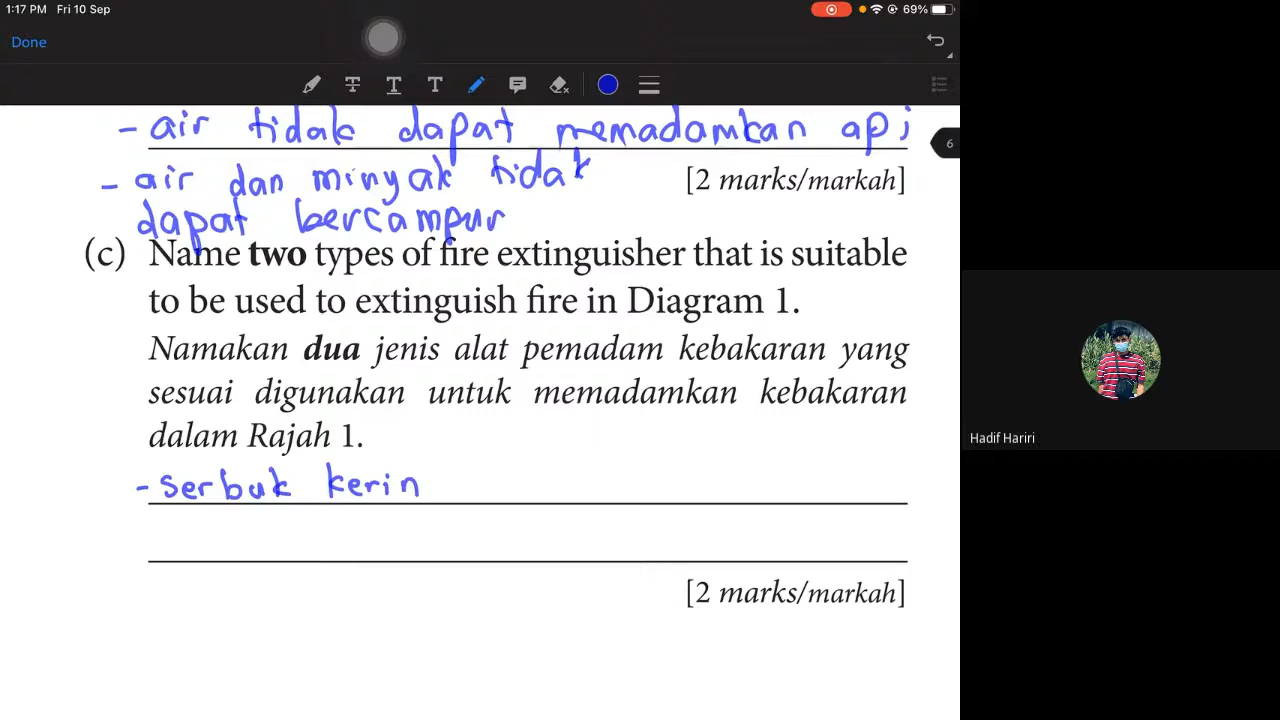 1:17 PM Fri 10 Sep
69%
Done
T T T
- air tidak dapat memadamkan api
6
- air dan minyak tidak
[2 marks/markah]
dapat bercampur
(c) Name two types of fire extinguisher that is suitable
to be used to extinguish fire in Diagram 1.
Namakan dua jenis alat pemadam kebakaran yang
sesuai digunakan untuk memadamkan kebakaran
dalam Rajah 1.
- serbuk kerin
[2 marks/markah]
Hadif Hariri